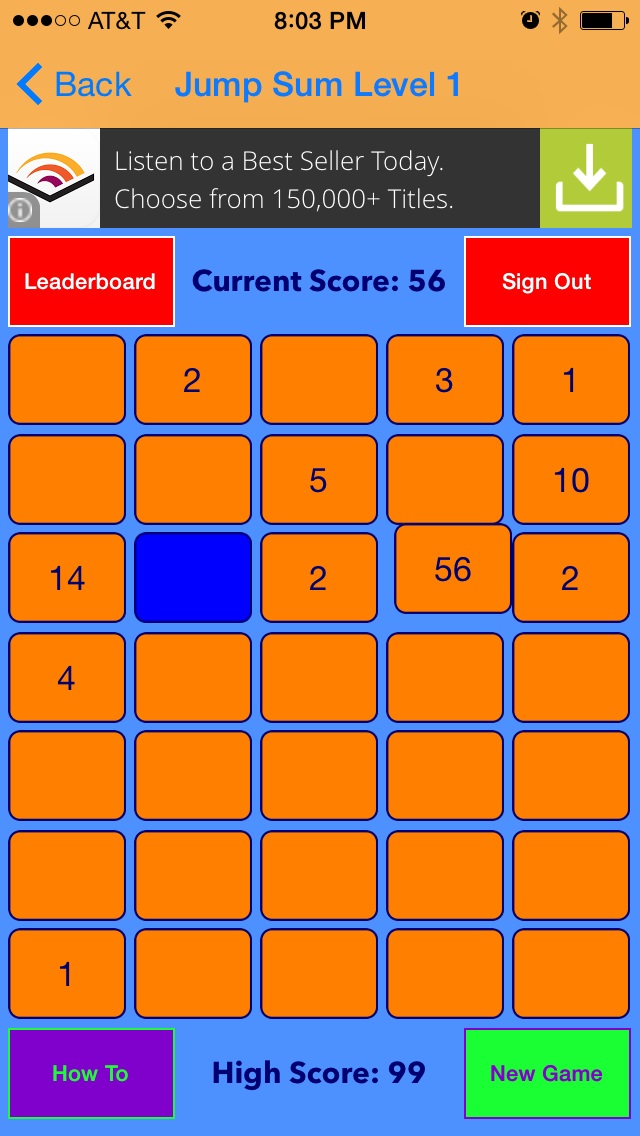 AT&T 8:03 PM
Back Jump Sum Level 1
Listen to a Best Seller Today.
Choose from 150,000+ Titles.
Leaderboard Current Score: 56 Sign Out
2 3 1
5 10
14 2 56 2
4
1
How To High Score: 99 New Game